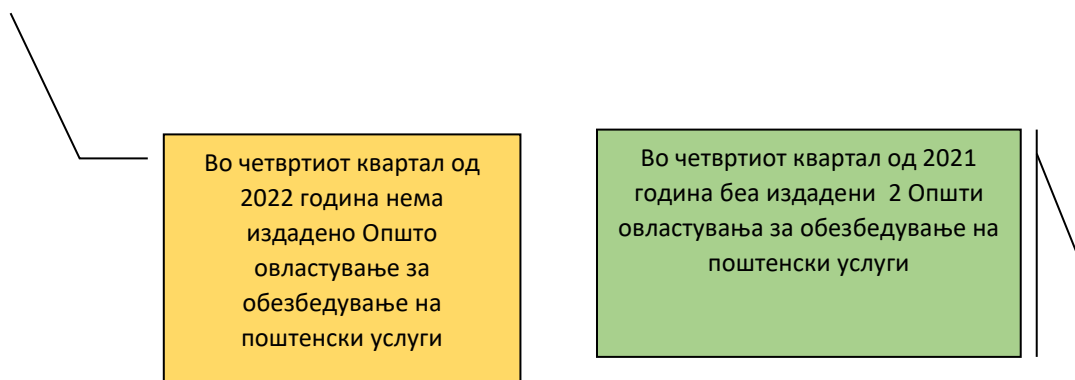 Во четвртиот квартал од
2022 година нема
издадено Општо
овластување за
обезбедување на
поштенски услуги
Во четвртиот квартал од 2021
година беа издадени  2 Општи
овластувања за обезбедување на
поштенски услуги